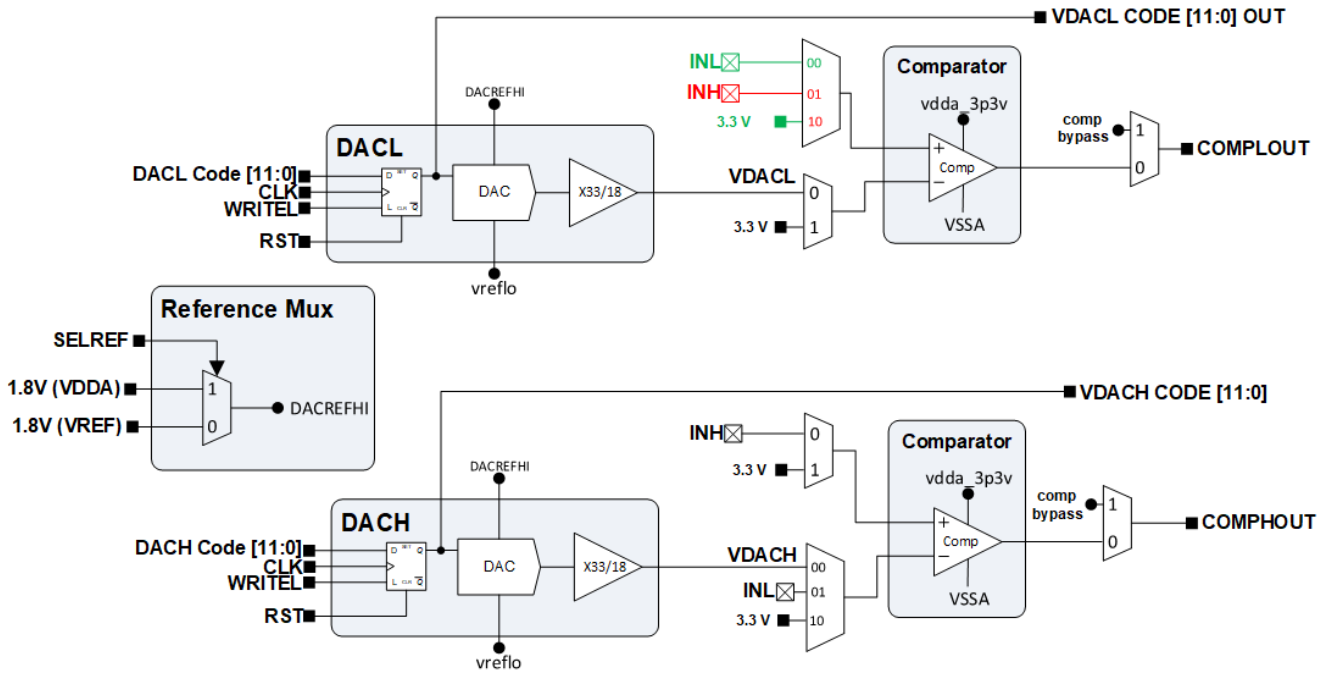 VDACL CODE [11:0] OUT
INL
00
Comparator
DACREFHI
INH
01
vdda_3p3v
3.3 V
10
comp
bypass
1
DACL
+
COMPLOUT
DACL Code [11:0]
D
SET
Q
VDACL
0
Comp
0
CLK
DAC
X33/18
−
WRITEL
L
CLR
Q
3.3 V
1
VSSA
RST
vreflo
Reference Mux
SELREF
1.8V (VDDA)
1
DACREFHI
VDACH CODE [11:0]
1.8V (VREF)
0
INH
0
Comparator
DACREFHI
3.3 V
1
vdda_3p3v
comp
bypass
1
DACH
+
COMPHOUT
DACH Code [11:0]
D
SET
Q
VDACH
00
Comp
0
CLK
DAC
X33/18
−
WRITEL
L
CLR
Q
INL
01
RST
3.3 V
10
VSSA
vreflo